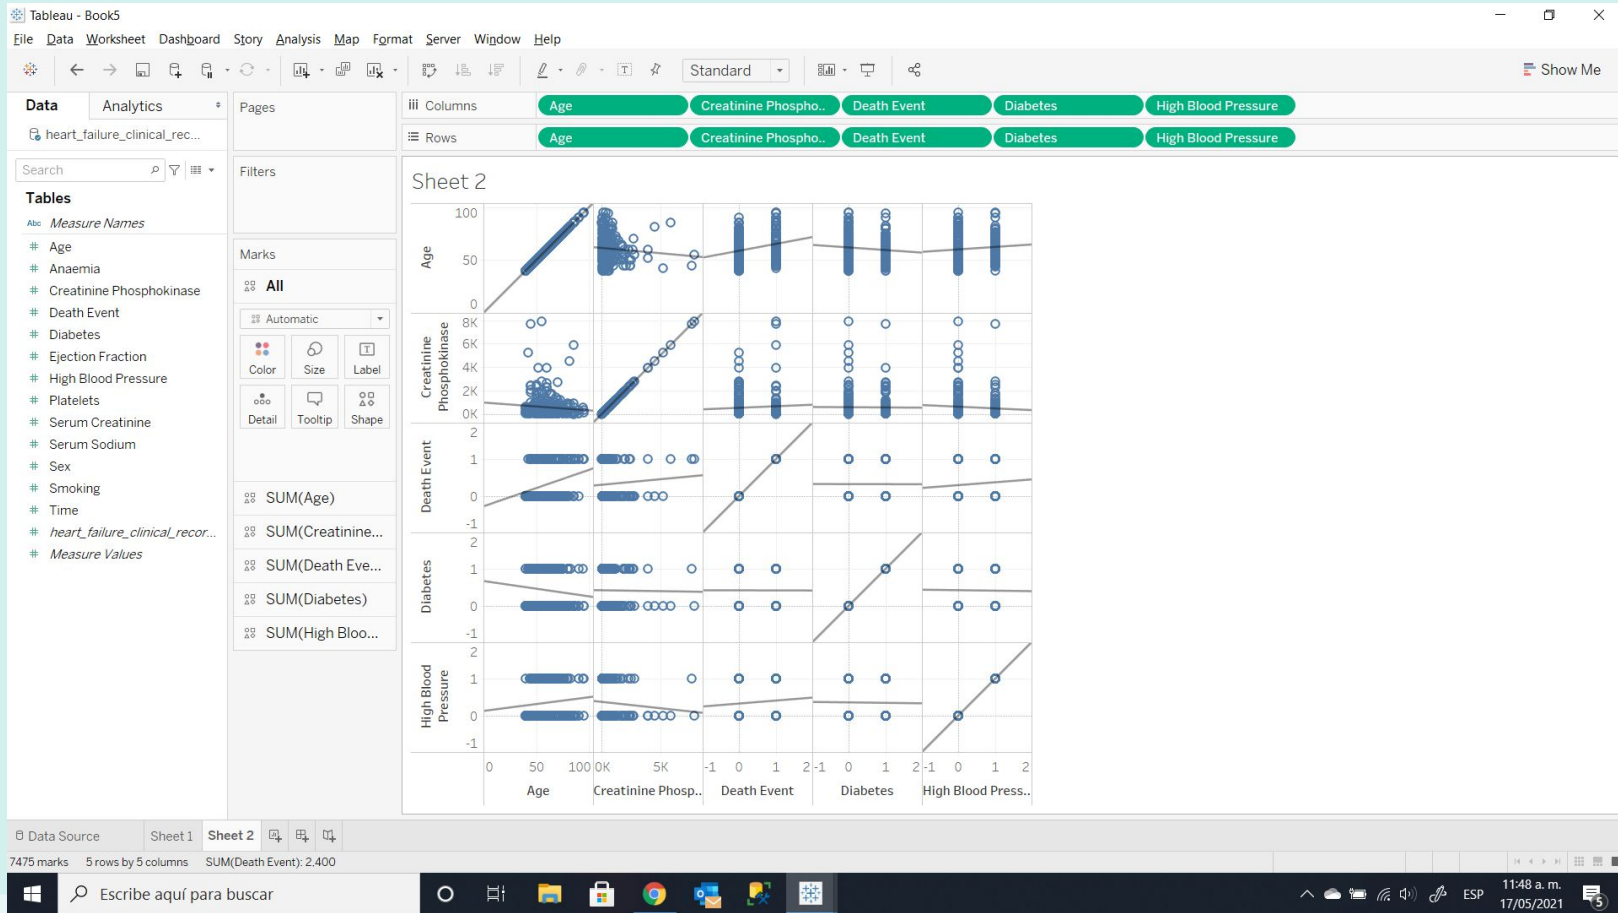 Tableau - Book5
File Data Worksheet Dashboard Story Analysis Map Format Server Window Help
Standard
Show Me
Data Analytics
heart_failure_clinical_rec...
Search
Tables
Abc Measure Names
# Age
# Anaemia
# Creatinine Phosphokinase
# Death Event
# Diabetes
# Ejection Fraction
# High Blood Pressure
# Platelets
# Serum Creatinine
# Serum Sodium
# Sex
# Smoking
# Time
# heart_failure_clinical_recor...
# Measure Values
Pages
Filters
Marks
All
Automatic
Color Size Label
Detail Tooltip Shape
SUM(Age)
SUM(Creatinine...
SUM(Death Eve...
SUM(Diabetes)
SUM(High Bloo...
Columns Age Creatinine Phospho.. Death Event Diabetes High Blood Pressure
Rows Age Creatinine Phospho.. Death Event Diabetes High Blood Pressure
Sheet 2
Age
100
50
0
Creatinine
Phosphokinase
8K
6K
4K
2K
0K
Death Event
2
1
0
-1
Diabetes
2
1
0
-1
High Blood
Pressure
2
1
0
-1
0 50 100 0K 5K -1 0 1 2 -1 0 1 2 -1 0 1 2
Age Creatinine Phosp.. Death Event Diabetes High Blood Press..
Data Source Sheet 1 Sheet 2
7475 marks 5 rows by 5 columns SUM(Death Event): 2,400
Escribe aquí para buscar
ESP
11:48 a. m.
17/05/2021
5